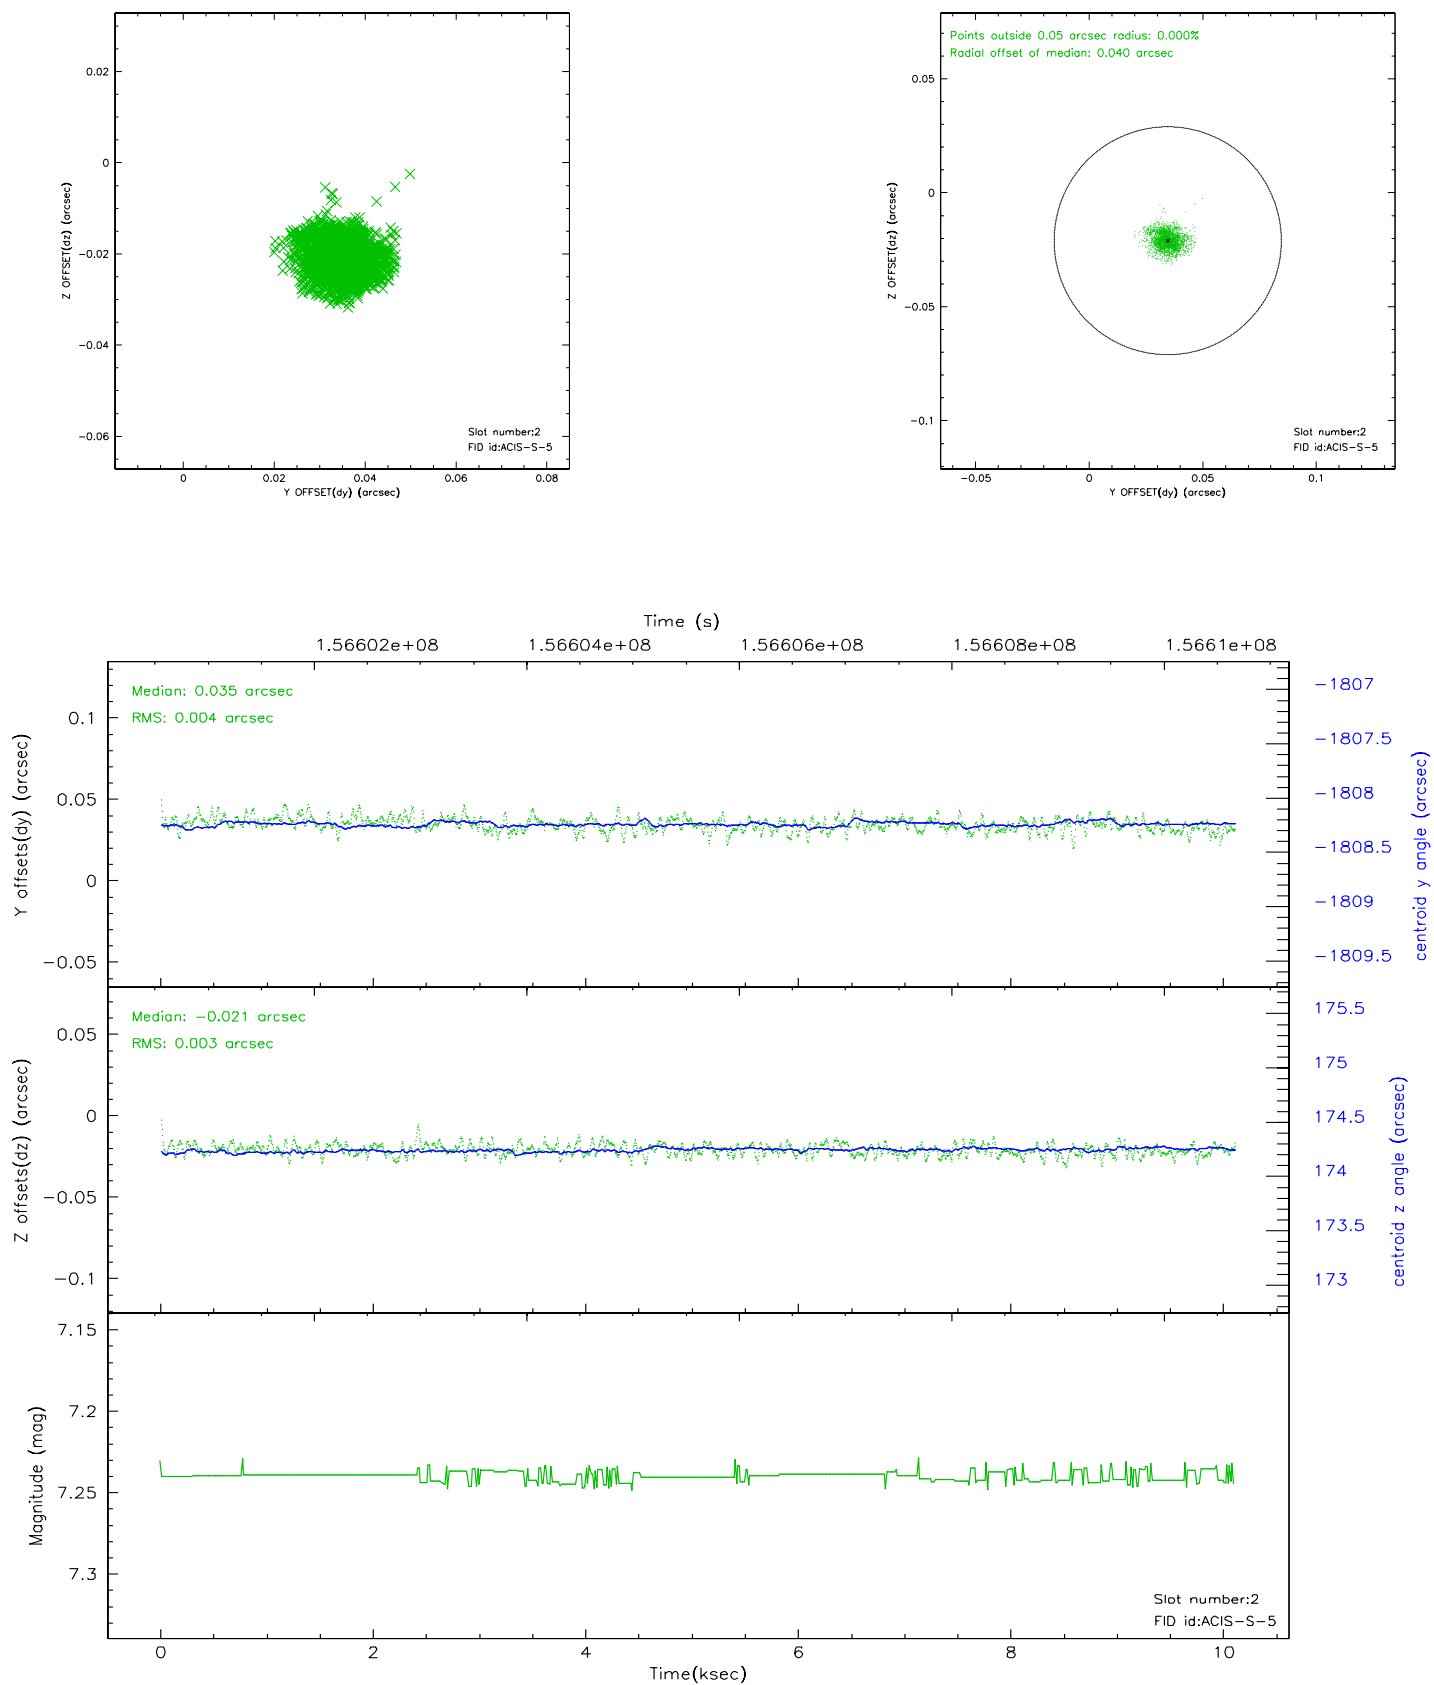 0.02
0
-0.02
-0.04
-0.06
Z OFFSET(dz) (arcsec)
0
0.02
0.04
0.06
0.08
Y OFFSET(dy) (arcsec)
Slot number:2
FID id:ACIS-S-5
Points outside 0.05 arcsec radius: 0.000%
Radial offset of median: 0.040 arcsec
0.05
0
-0.05
-0.1
Z OFFSET(dz) (arcsec)
-0.05
0
0.05
0.1
Y OFFSET(dy) (arcsec)
Slot number:2
FID id:ACIS-S-5
Time (s)
1.56602e+08
1.56604e+08
1.56606e+08
1.56608e+08
1.5661e+08
Median: 0.035 arcsec
RMS: 0.004 arcsec
0.1
0.05
0
-0.05
Y offsets(dy) (arcsec)
-1807
-1807.5
-1808
-1808.5
-1809
-1809.5
centroid y angle (arcsec)
Median: -0.021 arcsec
RMS: 0.003 arcsec
0.05
0
-0.05
-0.1
Z offsets(dz) (arcsec)
175.5
175
174.5
174
173.5
173
centroid z angle (arcsec)
7.15
7.2
7.25
7.3
Magnitude (mag)
Slot number:2
FID id:ACIS-S-5
0
2
4
6
8
10
Time(ksec)